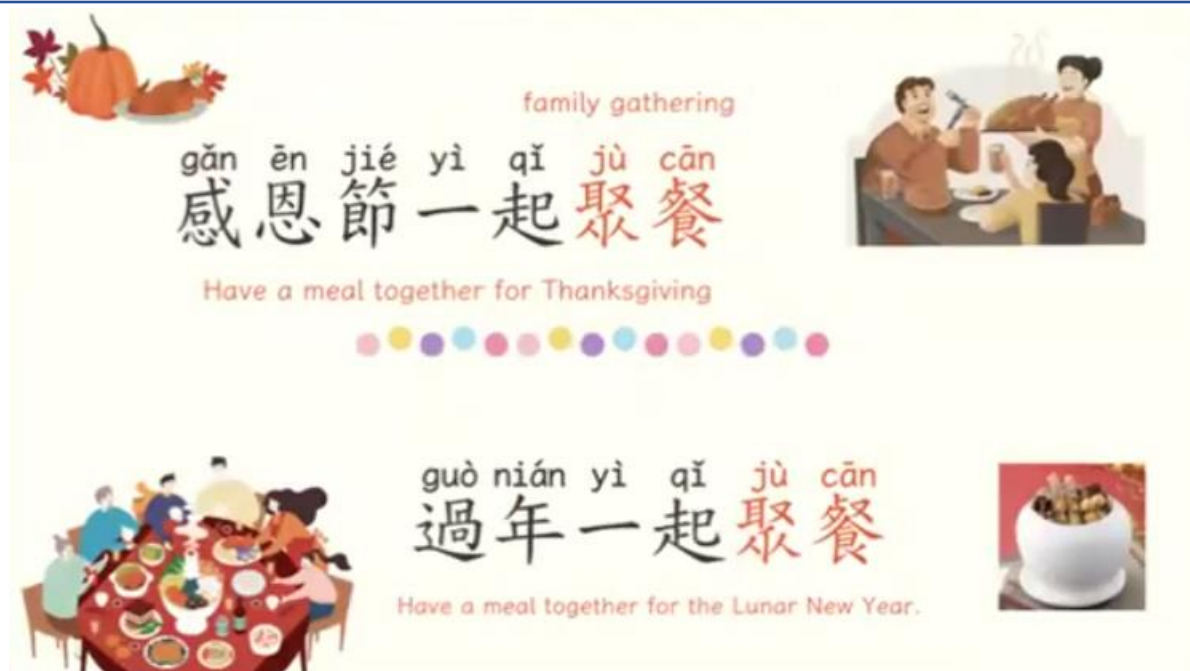 family gathering
gǎn ēn jié yì qǐ jù cān
感恩節一起聚餐
Have a meal together for Thanksgiving
guò nián yì qǐ jù cān
過年一起聚餐
Have a meal together for the Lunar New Year.